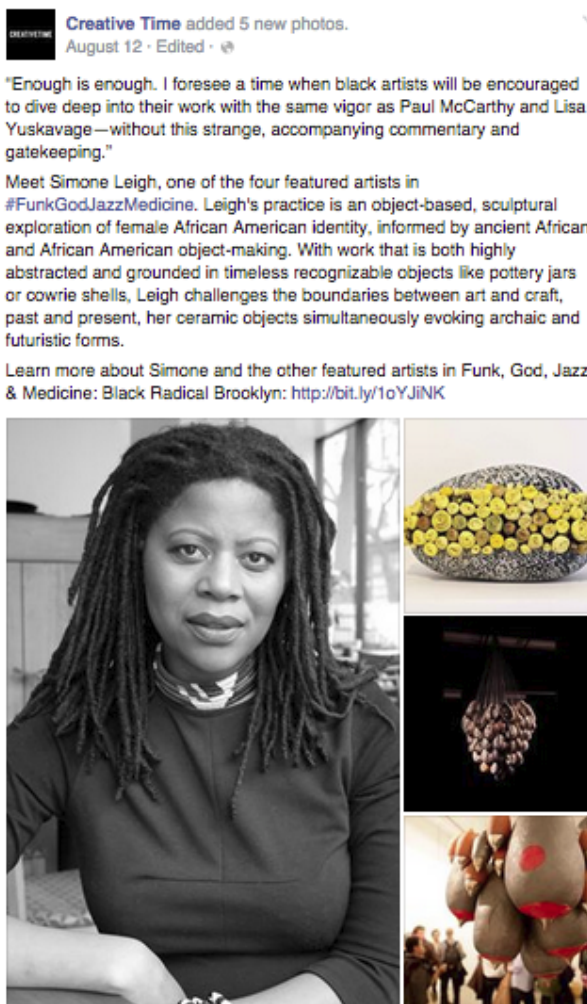 CREATIVETIME
Creative Time added 5 new photos.
August 12 · Edited ·
"Enough is enough. I foresee a time when black artists will be encouraged
to dive deep into their work with the same vigor as Paul McCarthy and Lisa
Yuskavage—without this strange, accompanying commentary and
gatekeeping."
Meet Simone Leigh, one of the four featured artists in
#FunkGodJazzMedicine. Leigh's practice is an object-based, sculptural
exploration of female African American identity, informed by ancient African
and African American object-making. With work that is both highly
abstracted and grounded in timeless recognizable objects like pottery jars
or cowrie shells, Leigh challenges the boundaries between art and craft,
past and present, her ceramic objects simultaneously evoking archaic and
futuristic forms.
Learn more about Simone and the other featured artists in Funk, God, Jazz
& Medicine: Black Radical Brooklyn: http://bit.ly/1oYJiNK